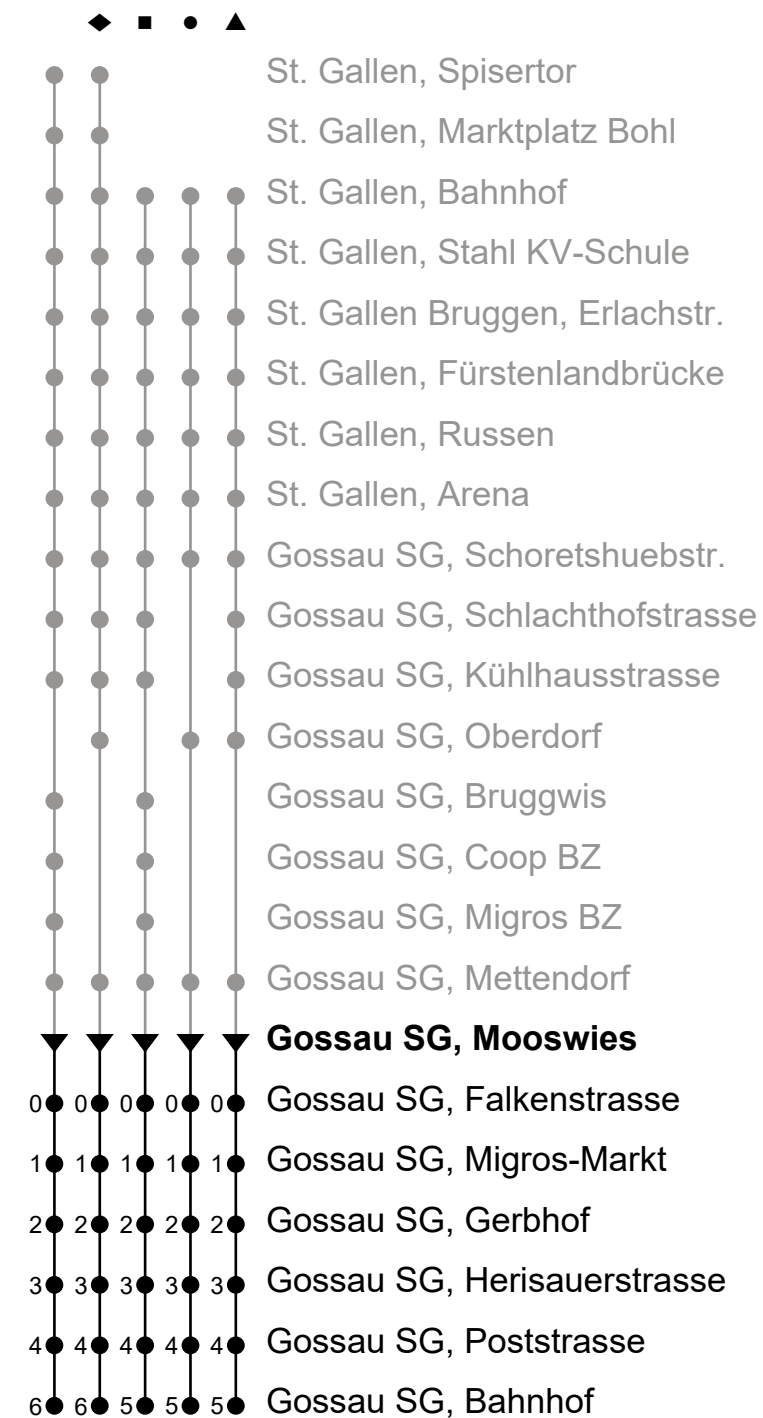 St. Gallen, Spisertor
St. Gallen, Marktplatz Bohl
St. Gallen, Bahnhof
St. Gallen, Stahl KV-Schule
St. Gallen Bruggen, Erlachstr.
St. Gallen, Fürstenlandbrücke
St. Gallen, Russen
St. Gallen, Arena
Gossau SG, Schoretshuebstr.
Gossau SG, Schlachthofstrasse
Gossau SG, Kühlhausstrasse
Gossau SG, Oberdorf
Gossau SG, Bruggwis
Gossau SG, Coop BZ
Gossau SG, Migros BZ
Gossau SG, Mettendorf
Gossau SG, Mooswies
0 0 0 0 0 Gossau SG, Falkenstrasse
1 1 1 1 1 Gossau SG, Migros-Markt
2 2 2 2 2 Gossau SG, Gerbhof
3 3 3 3 3 Gossau SG, Herisauerstrasse
4 4 4 4 4 Gossau SG, Poststrasse
6 6 5 5 5 Gossau SG, Bahnhof